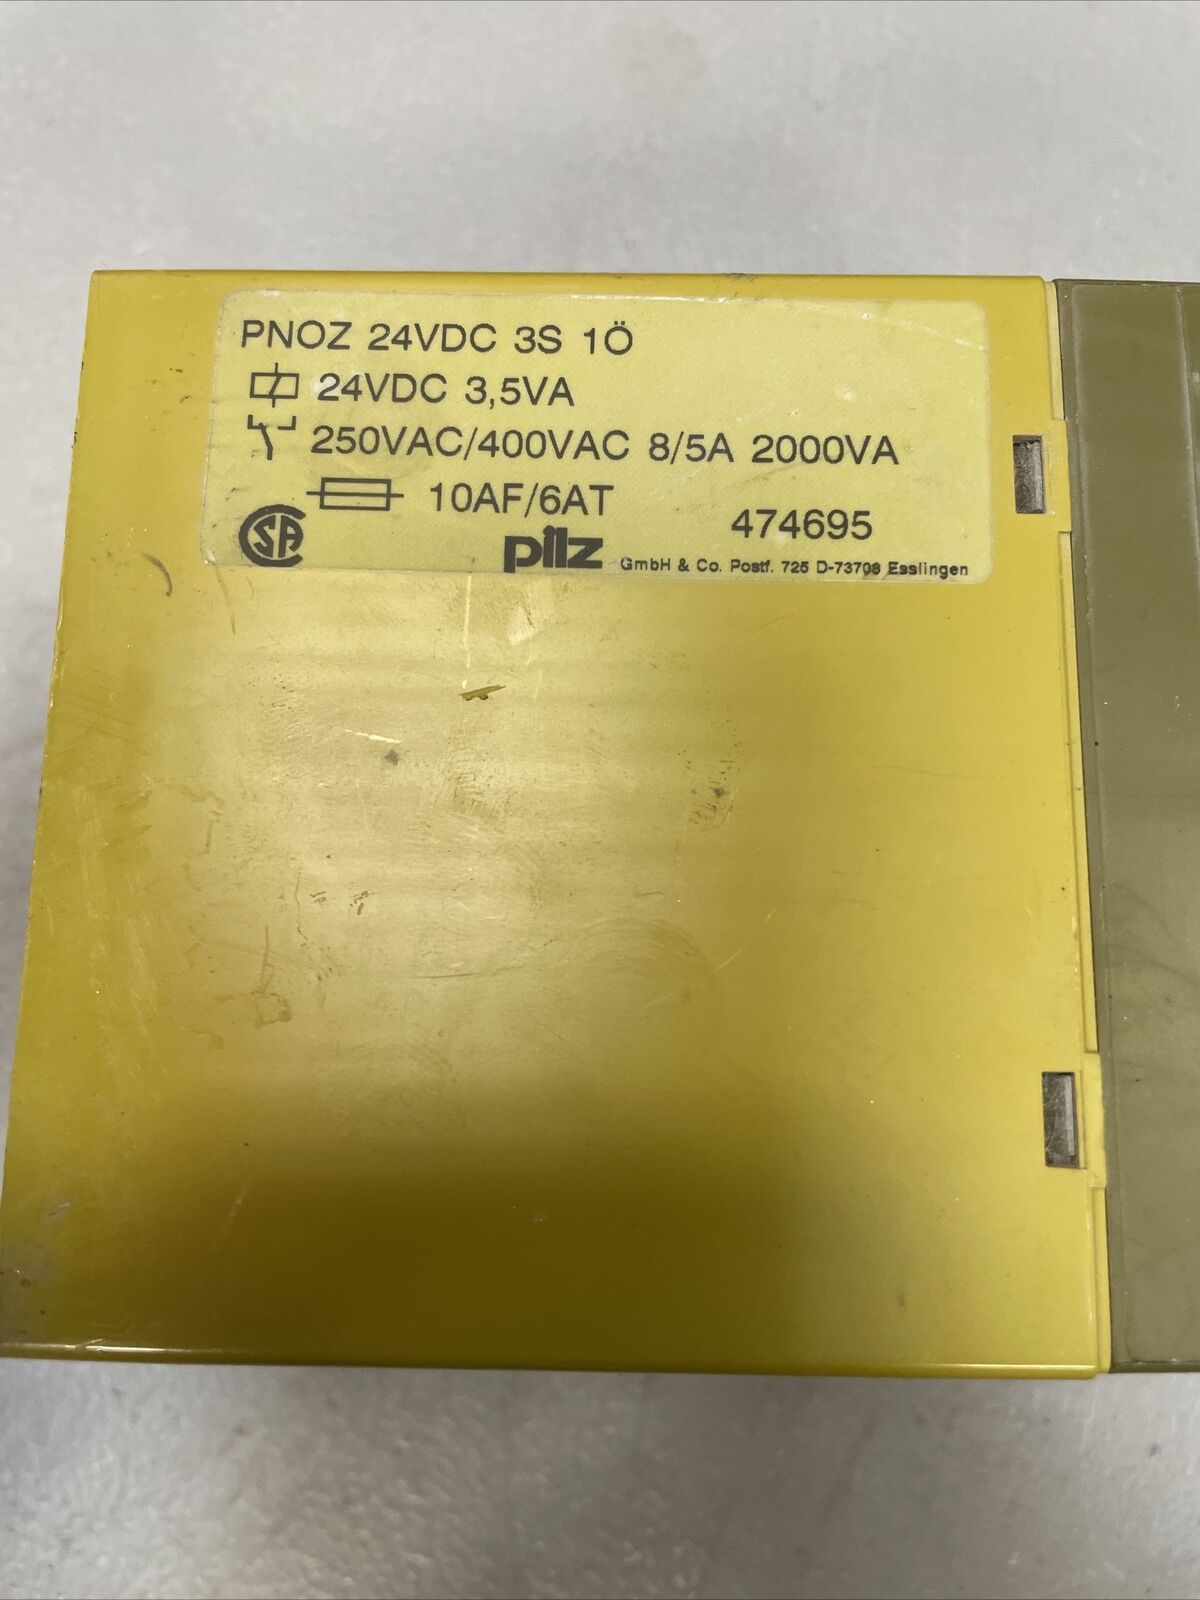 PNOZ 24VDC 3S 1Ö
24VDC 3,5VA
250VAC/400VAC 8/5A 2000VA
10AF/6AT
474695
CSA
pilz GmbH & Co. Postf. 725 D-73708 Esslingen